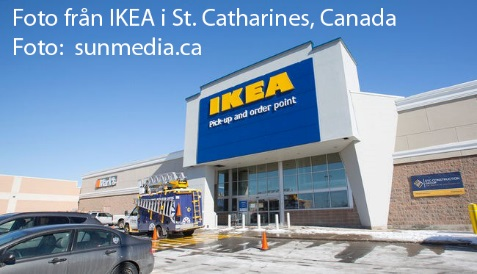 Foto från IKEA i St. Catharines, Canada
Foto:  sunmedia.ca
IKEA
Pick-up and order point